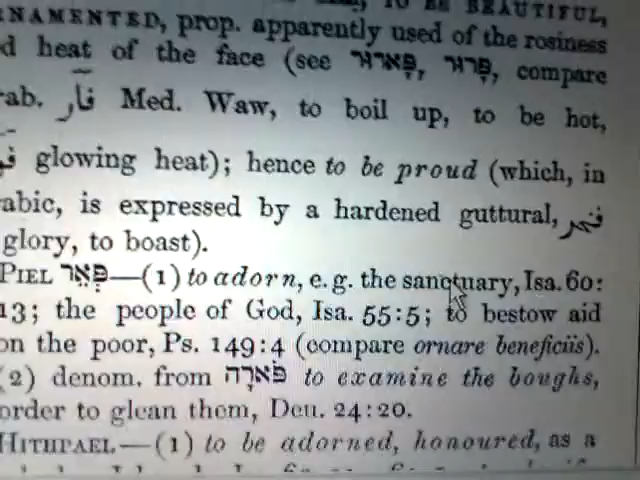 RNAMENTED, prop. apparently used of the rosiness
d heat of the face (see פָּארוּר, פָּרוּר, compare
rab. فَارَ Med. Waw, to boil up, to be hot,
glowing heat); hence to be proud (which, in
abic, is expressed by a hardened guttural, فخر
glory, to boast).
PIEL פֵּאֵר—(1) to adorn, e. g. the sanctuary, Isa. 60:
13; the people of God, Isa. 55:5; to bestow aid
on the poor, Ps. 149:4 (compare ornare beneficiis).
(2) denom. from פֹּארָה to examine the boughs,
order to glean them, Deu. 24:20.
HITHPAEL—(1) to be adorned, honoured, as a